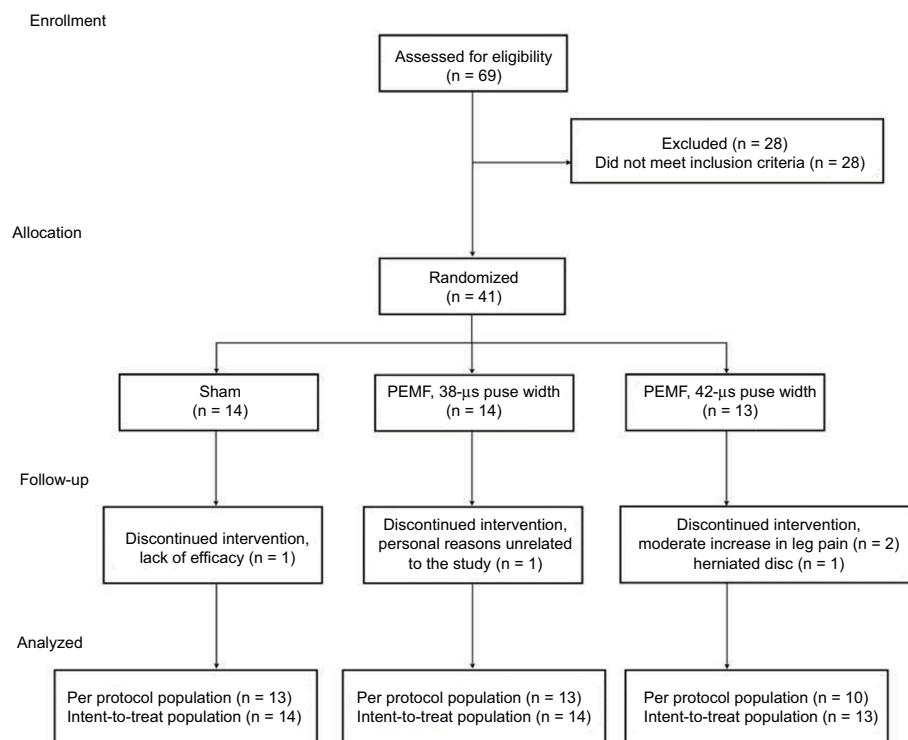 Enrollment
Assessed for eligibility
(n = 69)
Excluded (n = 28)
Did not meet inclusion criteria (n = 28)
Allocation
Randomized
(n = 41)
Sham
(n = 14)
PEMF, 38-μs puse width
(n = 14)
PEMF, 42-μs puse width
(n = 13)
Follow-up
Discontinued intervention,
lack of efficacy (n = 1)
Discontinued intervention,
personal reasons unrelated
to the study (n = 1)
Discontinued intervention,
moderate increase in leg pain (n = 2)
herniated disc (n = 1)
Analyzed
Per protocol population (n = 13)
Intent-to-treat population (n = 14)
Per protocol population (n = 13)
Intent-to-treat population (n = 14)
Per protocol population (n = 10)
Intent-to-treat population (n = 13)